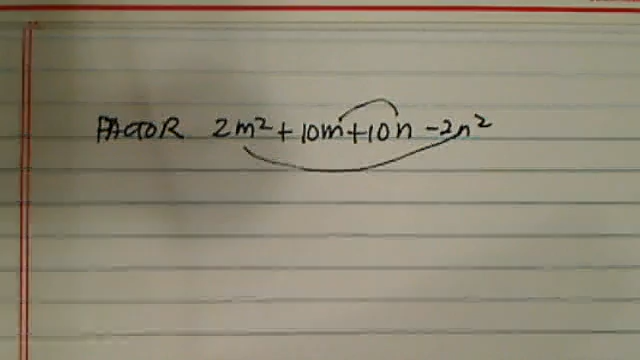 FACTOR 2m² + 10m + 10n - 2n²